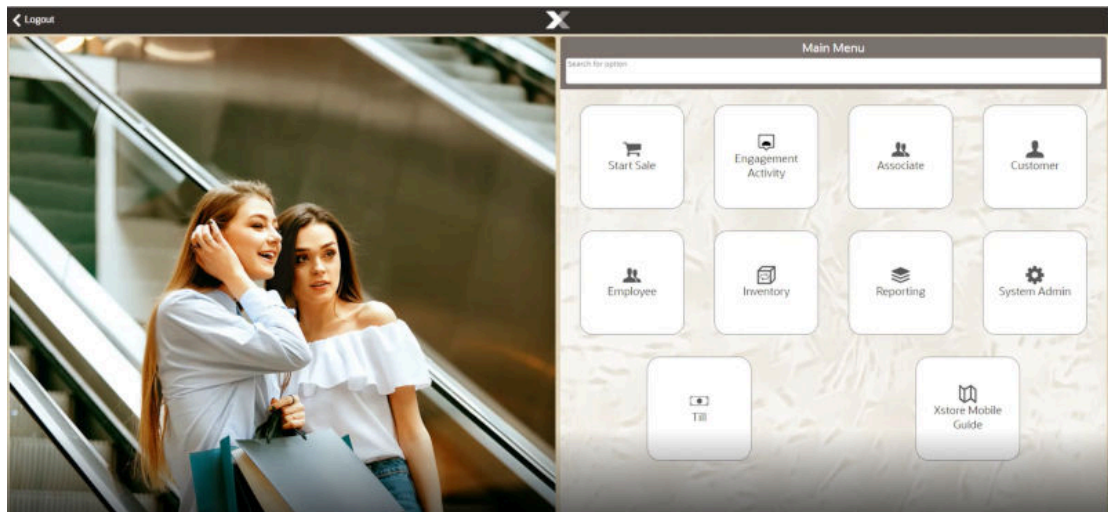 Logout
Main Menu
Search for option
Start Sale
Engagement
Activity
Associate
Customer
Employee
Inventory
Reporting
System Admin
Till
Xstore Mobile
Guide